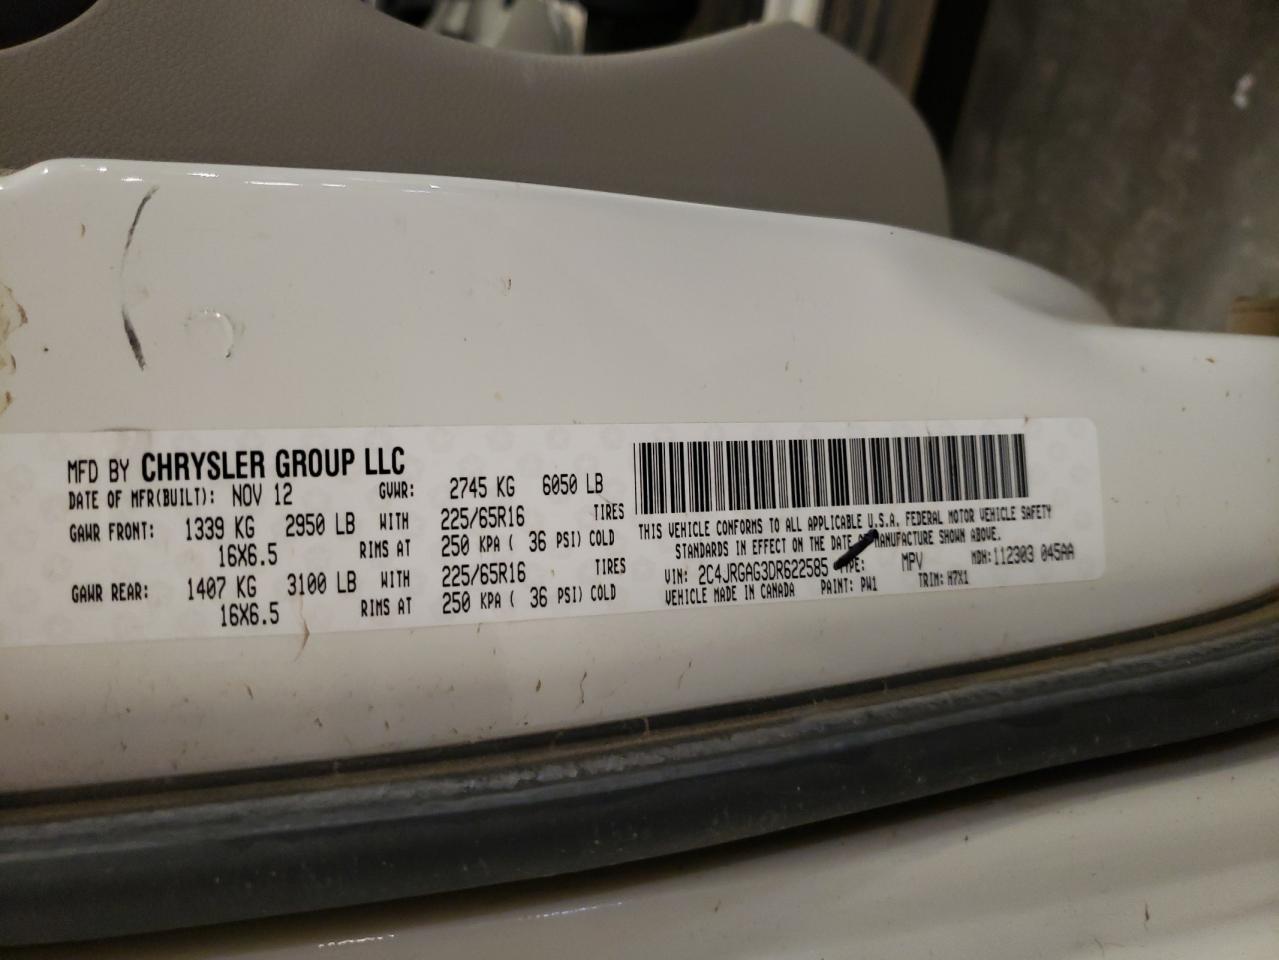 MFD BY CHRYSLER GROUP LLC
DATE OF MFR(BUILT): NOV 12 GVWR: 2745 KG 6050 LB
GAWR FRONT: 1339 KG 2950 LB WITH 225/65R16 TIRES
16X6.5 RIMS AT 250 KPA ( 36 PSI) COLD
GAWR REAR: 1407 KG 3100 LB WITH 225/65R16 TIRES
16X6.5 RIMS AT 250 KPA ( 36 PSI) COLD
THIS VEHICLE CONFORMS TO ALL APPLICABLE U.S.A. FEDERAL MOTOR VEHICLE SAFETY
STANDARDS IN EFFECT ON THE DATE OF MANUFACTURE SHOWN ABOVE.
VIN: 2C4JRGAG3DR622585 TYPE: MPV MDH: 112303 045AA
VEHICLE MADE IN CANADA PAINT: PW1 TRIM: H7X1